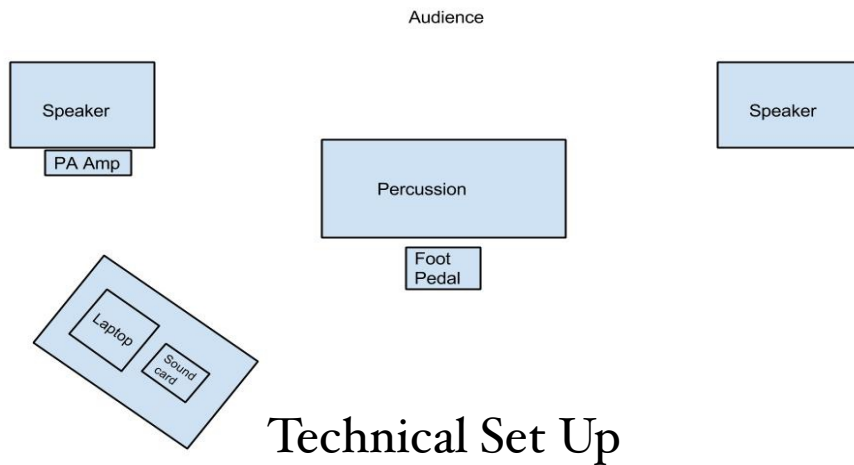 Audience
Speaker
Speaker
PA Amp
Percussion
Foot
Pedal
Laptop
Sound
card
Technical Set Up